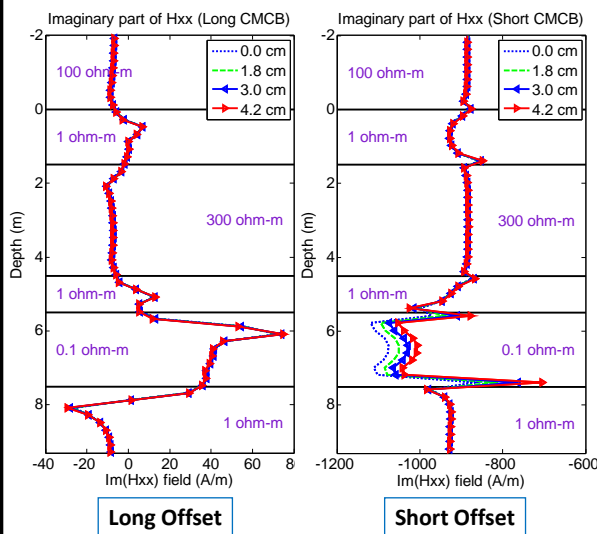 Imaginary part of Hxx (Long CMCB)
-2
0
2
4
6
8
Depth (m)
100 ohm-m
1 ohm-m
300 ohm-m
1 ohm-m
0.1 ohm-m
1 ohm-m
0.0 cm
1.8 cm
3.0 cm
4.2 cm
-40 -20 0 20 40 60 80
Im(Hxx) field (A/m)
Long Offset
Imaginary part of Hxx (Short CMCB)
-2
0
2
4
6
8
Depth (m)
100 ohm-m
1 ohm-m
300 ohm-m
1 ohm-m
0.1 ohm-m
1 ohm-m
0.0 cm
1.8 cm
3.0 cm
4.2 cm
-1200 -1000 -800 -600
Im(Hxx) field (A/m)
Short Offset